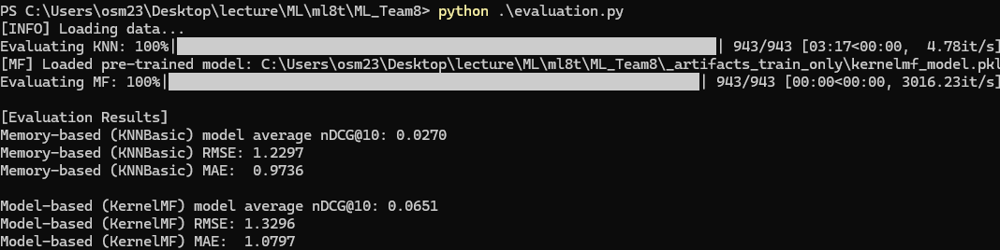 PS C:\Users\osm23\Desktop\lecture\ML\ml8t\ML_Team8> python .\evaluation.py
[INFO] Loading data...
Evaluating KNN: 100%|| 943/943 [03:17<00:00,  4.78it/s]
[MF] Loaded pre-trained model: C:\Users\osm23\Desktop\lecture\ML\ml8t\ML_Team8\_artifacts_train_only\kernelmf_model.pkl
Evaluating MF: 100%|| 943/943 [00:00<00:00, 3016.23it/s]
[Evaluation Results]
Memory-based (KNNBasic) model average nDCG@10: 0.0270
Memory-based (KNNBasic) RMSE: 1.2297
Memory-based (KNNBasic) MAE:  0.9736
Model-based (KernelMF) model average nDCG@10: 0.0651
Model-based (KernelMF) RMSE: 1.3296
Model-based (KernelMF) MAE:  1.0797